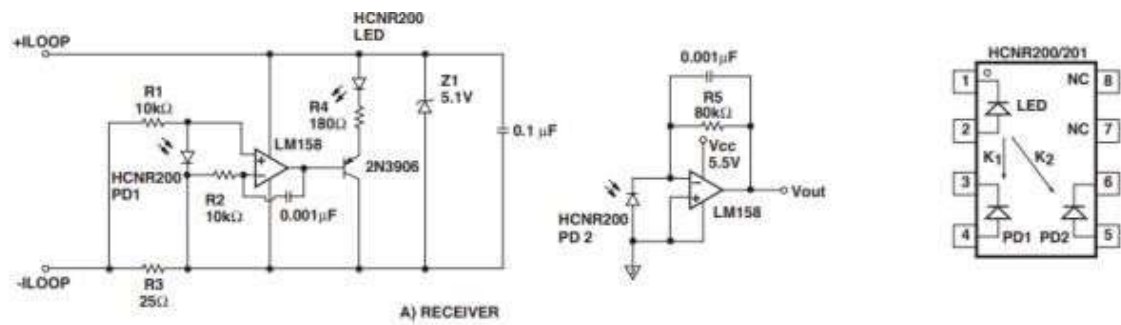 HCNR200
LED
+ILOOP
R1
10kΩ
R4
180Ω
Z1
5.1V
0.1 µF
LM158
2N3906
HCNR200
PD1
R2
10kΩ
0.001µF
-ILOOP
R3
25Ω
A) RECEIVER
0.001µF
R5
80kΩ
Vcc
5.5V
LM158
Vout
HCNR200
PD 2
HCNR200/201
1
NC
8
LED
2
NC
7
K1
K2
3
6
4
PD1
PD2
5